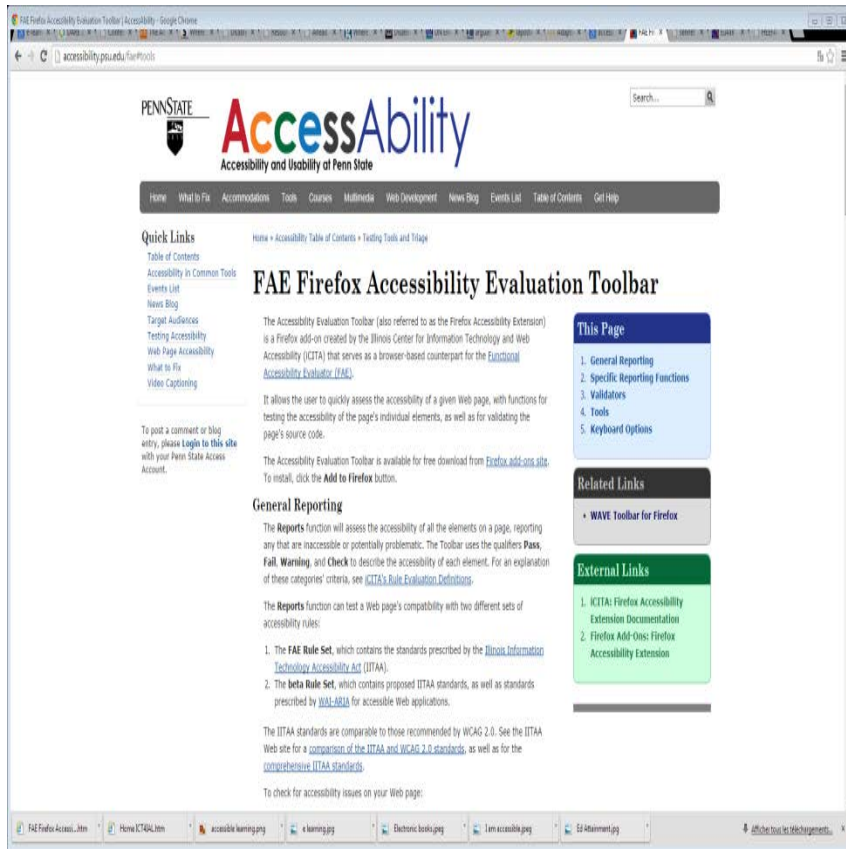 FAE Firefox Accessibility Evaluation Toolbar | AccessAbility - Google Chrome
accessibility.psu.edu/fae#tools
PENNSTATE
AccessAbility
Accessibility and Usability at Penn State
Search...
Home What to Fix Accommodations Tools Courses Multimedia Web Development News Blog Events List Table of Contents Get Help
Quick Links
Table of Contents
Accessibility in Common Tools
Events List
News Blog
Target Audiences
Testing Accessibility
Web Page Accessibility
What to Fix
Video Captioning
To post a comment or blog
entry, please Login to this site
with your Penn State Access
Account.
Home » Accessibility Table of Contents » Testing Tools and Triage
FAE Firefox Accessibility Evaluation Toolbar
The Accessibility Evaluation Toolbar (also referred to as the Firefox Accessibility Extension)
is a Firefox add-on created by the Illinois Center for Information Technology and Web
Accessibility (iCITA) that serves as a browser-based counterpart for the Functional
Accessibility Evaluator (FAE).
It allows the user to quickly assess the accessibility of a given Web page, with functions for
testing the accessibility of the page's individual elements, as well as for validating the
page's source code.
The Accessibility Evaluation Toolbar is available for free download from Firefox add-ons site.
To install, click the Add to Firefox button.
General Reporting
The Reports function will assess the accessibility of all the elements on a page, reporting
any that are inaccessible or potentially problematic. The Toolbar uses the qualifiers Pass,
Fail, Warning, and Check to describe the accessibility of each element. For an explanation
of these categories' criteria, see iCITA's Rule Evaluation Definitions.
The Reports function can test a Web page's compatibility with two different sets of
accessibility rules:
1. The FAE Rule Set, which contains the standards prescribed by the Illinois Information
Technology Accessibility Act (IITAA).
2. The beta Rule Set, which contains proposed IITAA standards, as well as standards
prescribed by WAI-ARIA for accessible Web applications.
The IITAA standards are comparable to those recommended by WCAG 2.0. See the IITAA
Web site for a comparison of the IITAA and WCAG 2.0 standards, as well as for the
comprehensive IITAA standards.
To check for accessibility issues on your Web page:
This Page
1. General Reporting
2. Specific Reporting Functions
3. Validators
4. Tools
5. Keyboard Options
Related Links
• WAVE Toolbar for Firefox
External Links
1. iCITA: Firefox Accessibility
Extension Documentation
2. Firefox Add-Ons: Firefox
Accessibility Extension
FAE Firefox Accessi...htm Home ICT4IAL.htm accessible learning.png e learning.jpg Electronic books.jpeg I am accessible.jpeg Ed Attainment.jpg Afficher tous les téléchargements...